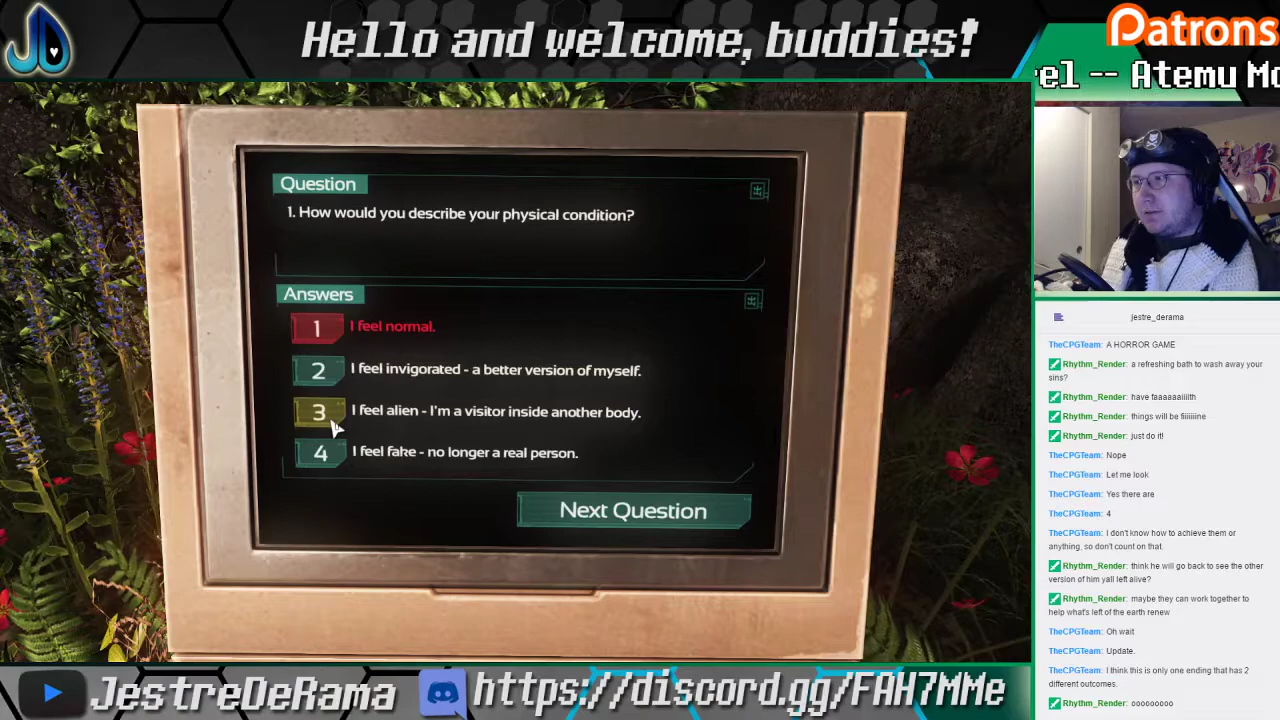 Hello and welcome, buddies!
Patrons
rel -- Atemu Mo
JD
Question
1. How would you describe your physical condition?
Answers
1 I feel normal.
2 I feel invigorated - a better version of myself.
3 I feel alien - I'm a visitor inside another body.
4 I feel fake - no longer a real person.
Next Question
jestre_derama
TheCPGTeam: A HORROR GAME
Rhythm_Render: a refreshing bath to wash away your
sins?
Rhythm_Render: have faaaaaaiiiith
Rhythm_Render: things will be fiiiiiine
Rhythm_Render: just do it!
TheCPGTeam: Nope
TheCPGTeam: Let me look
TheCPGTeam: Yes there are
TheCPGTeam: 4
TheCPGTeam: I don't know how to achieve them or
anything, so don't count on that.
Rhythm_Render: think he will go back to see the other
version of him yall left alive?
Rhythm_Render: maybe they can work together to
help what's left of the earth renew
TheCPGTeam: Oh wait
TheCPGTeam: Update.
TheCPGTeam: I think this is only one ending that has 2
different outcomes.
Rhythm_Render: ooooooooo
JestreDeRama
https://discord.gg/FAH7MMe